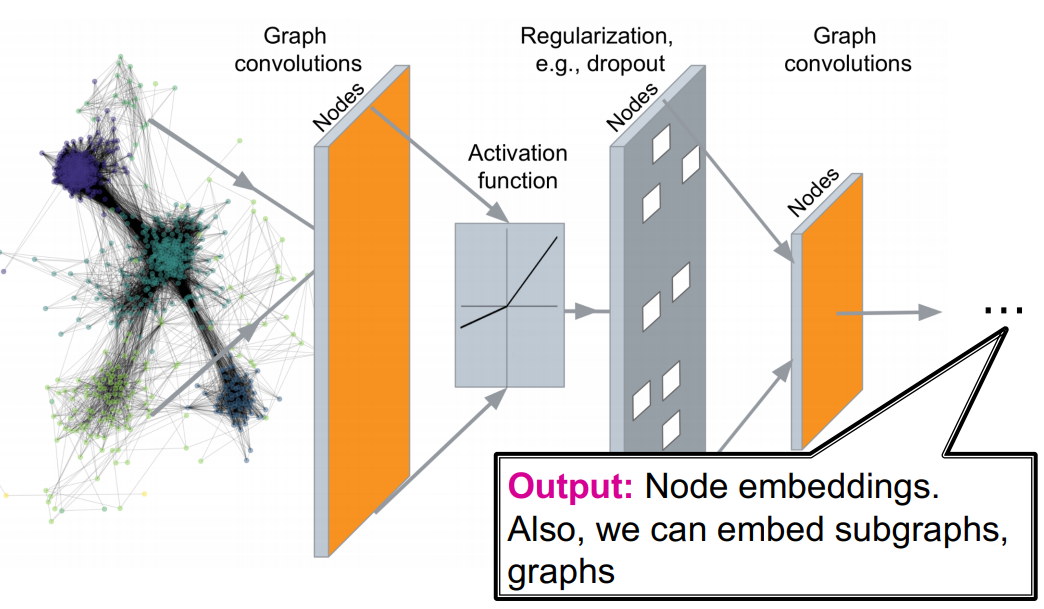 Graph
convolutions
Regularization,
e.g., dropout
Graph
convolutions
Nodes
Nodes
Activation
function
Nodes
...
Output: Node embeddings.
Also, we can embed subgraphs,
graphs